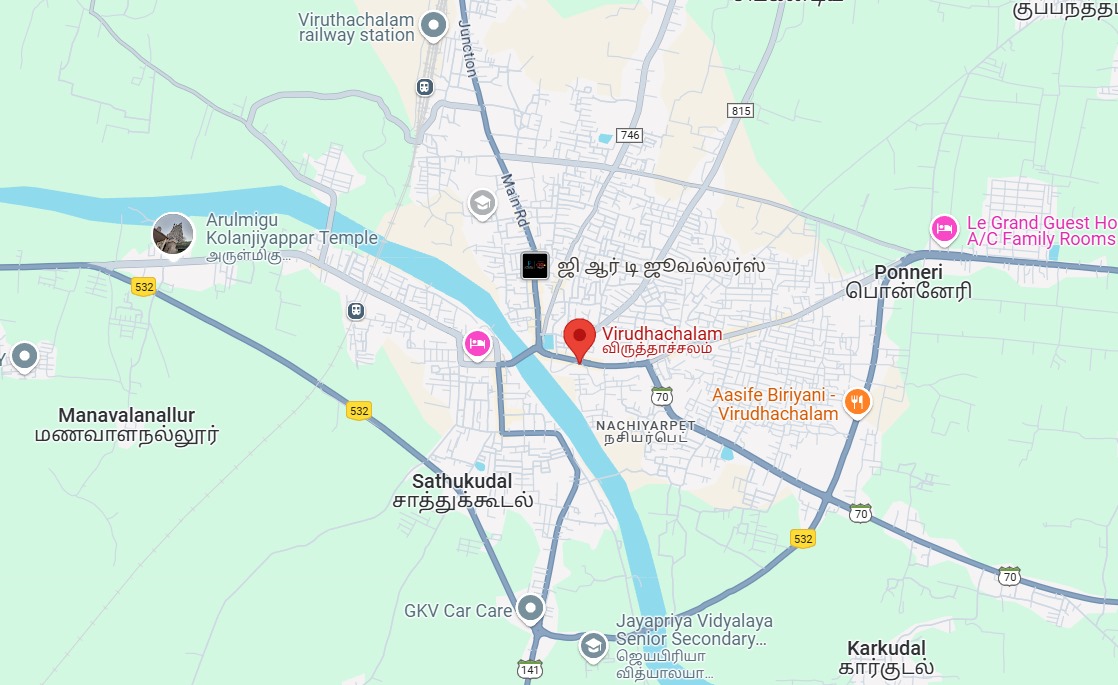 Viruthachalam
railway station
Junction
குப்பநத்தம்
815
746
Main Rd
Arulmigu
Kolanjiyappar Temple
அருள்மிகு...
Le Grand Guest Ho
A/C Family Rooms
ஜி ஆர் டி ஜூவல்லர்ஸ்
Ponneri
பொன்னேரி
532
Virudhachalam
விருத்தாச்சலம்
Y
532
70
Aasife Biriyani -
Virudhachalam
Manavalanallur
மணவாளநல்லூர்
NACHIYARPET
நசியர்பெட்
Sathukudal
சாத்துக்கூடல்
70
532
70
GKV Car Care
Jayapriya Vidyalaya
Senior Secondary...
ஜெயபிரியா
வித்யாலயா...
141
Karkudal
கார்குடல்